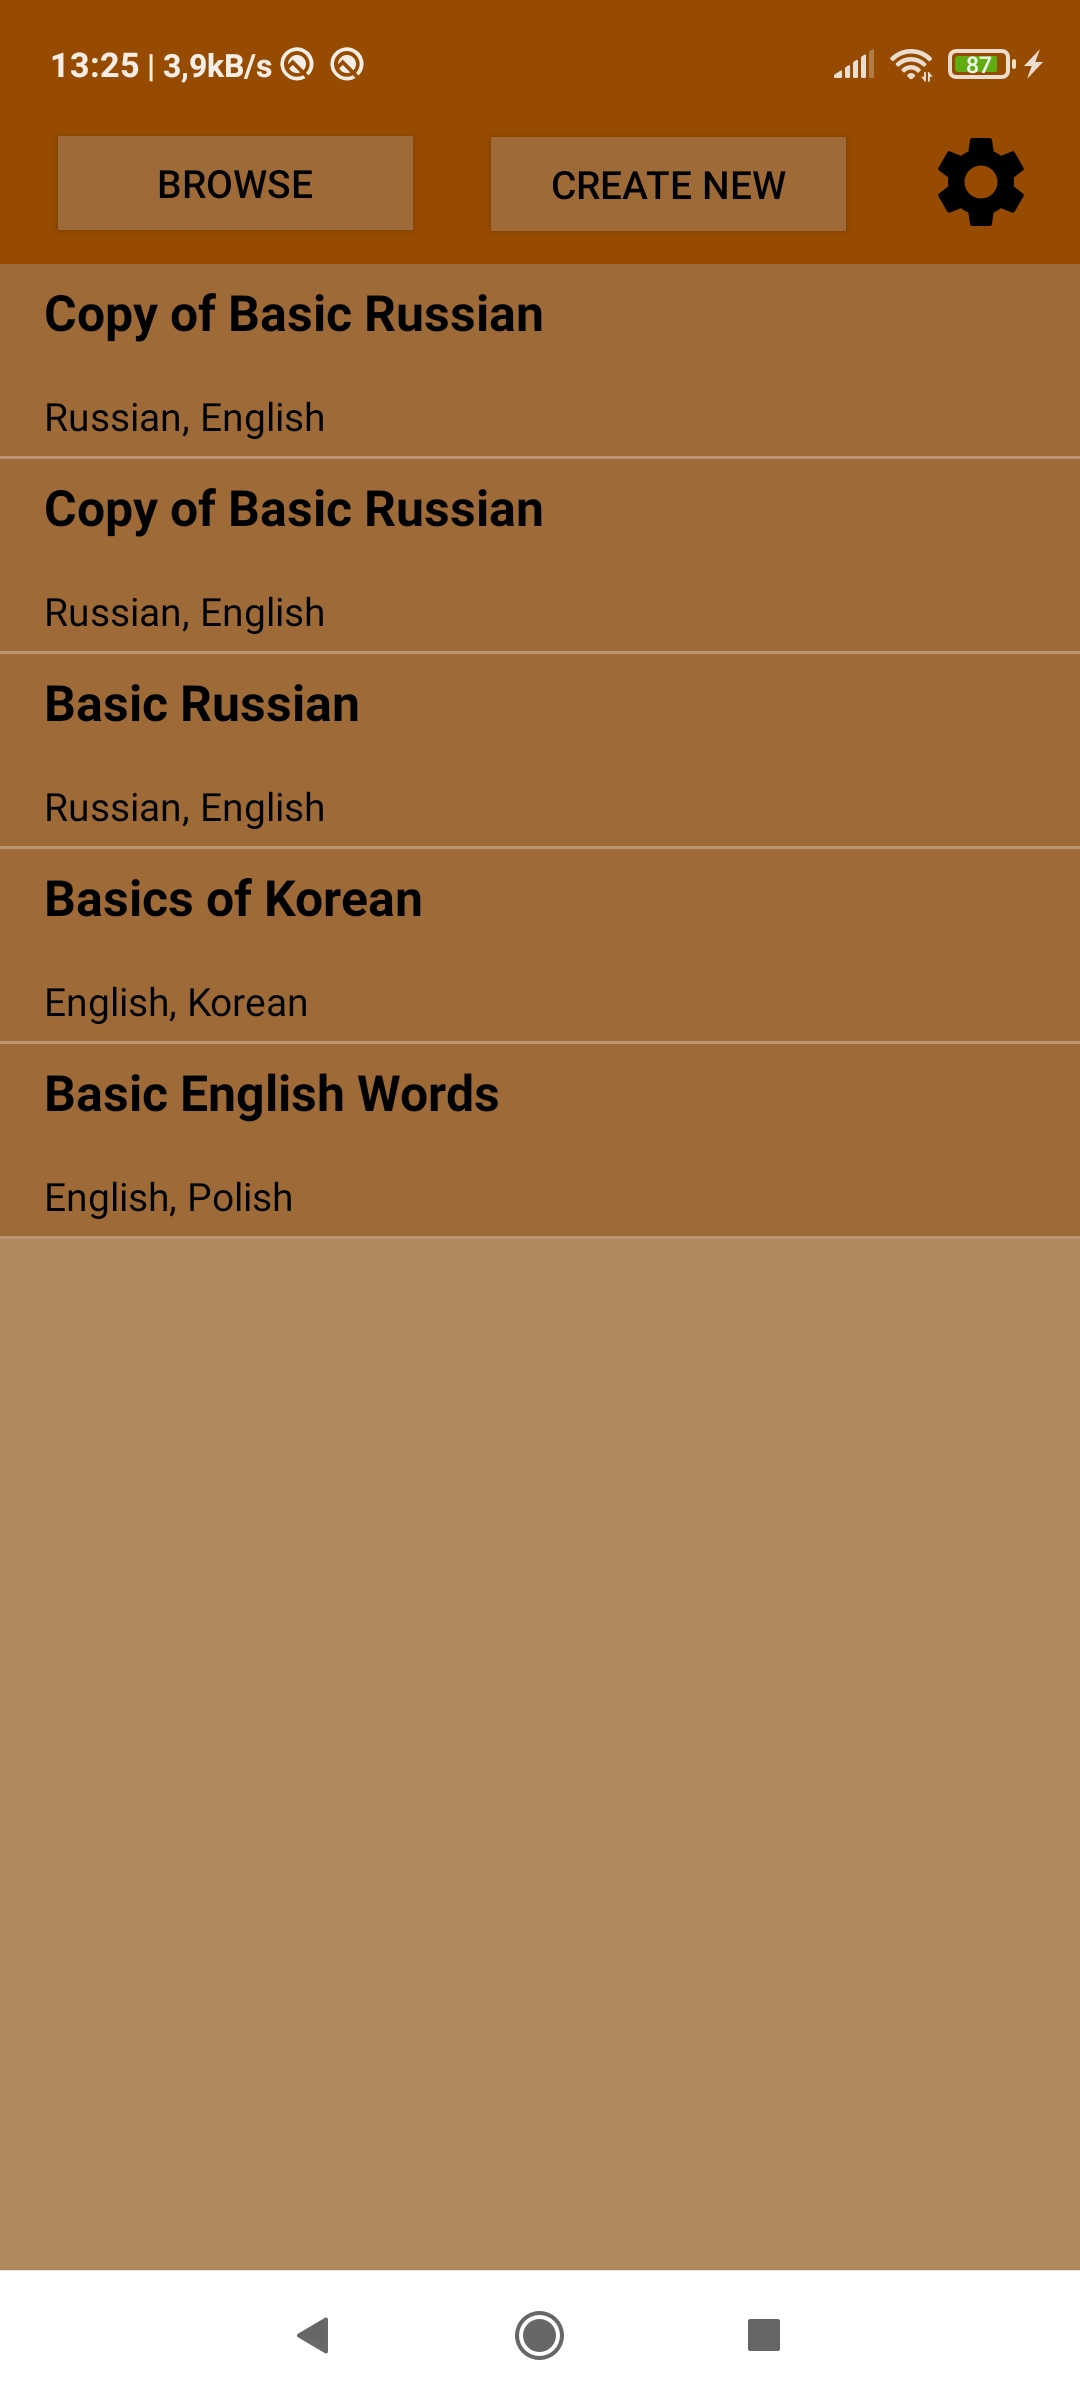 13:25 | 3,9kB/s
87
BROWSE
CREATE NEW
Copy of Basic Russian
Russian, English
Copy of Basic Russian
Russian, English
Basic Russian
Russian, English
Basics of Korean
English, Korean
Basic English Words
English, Polish